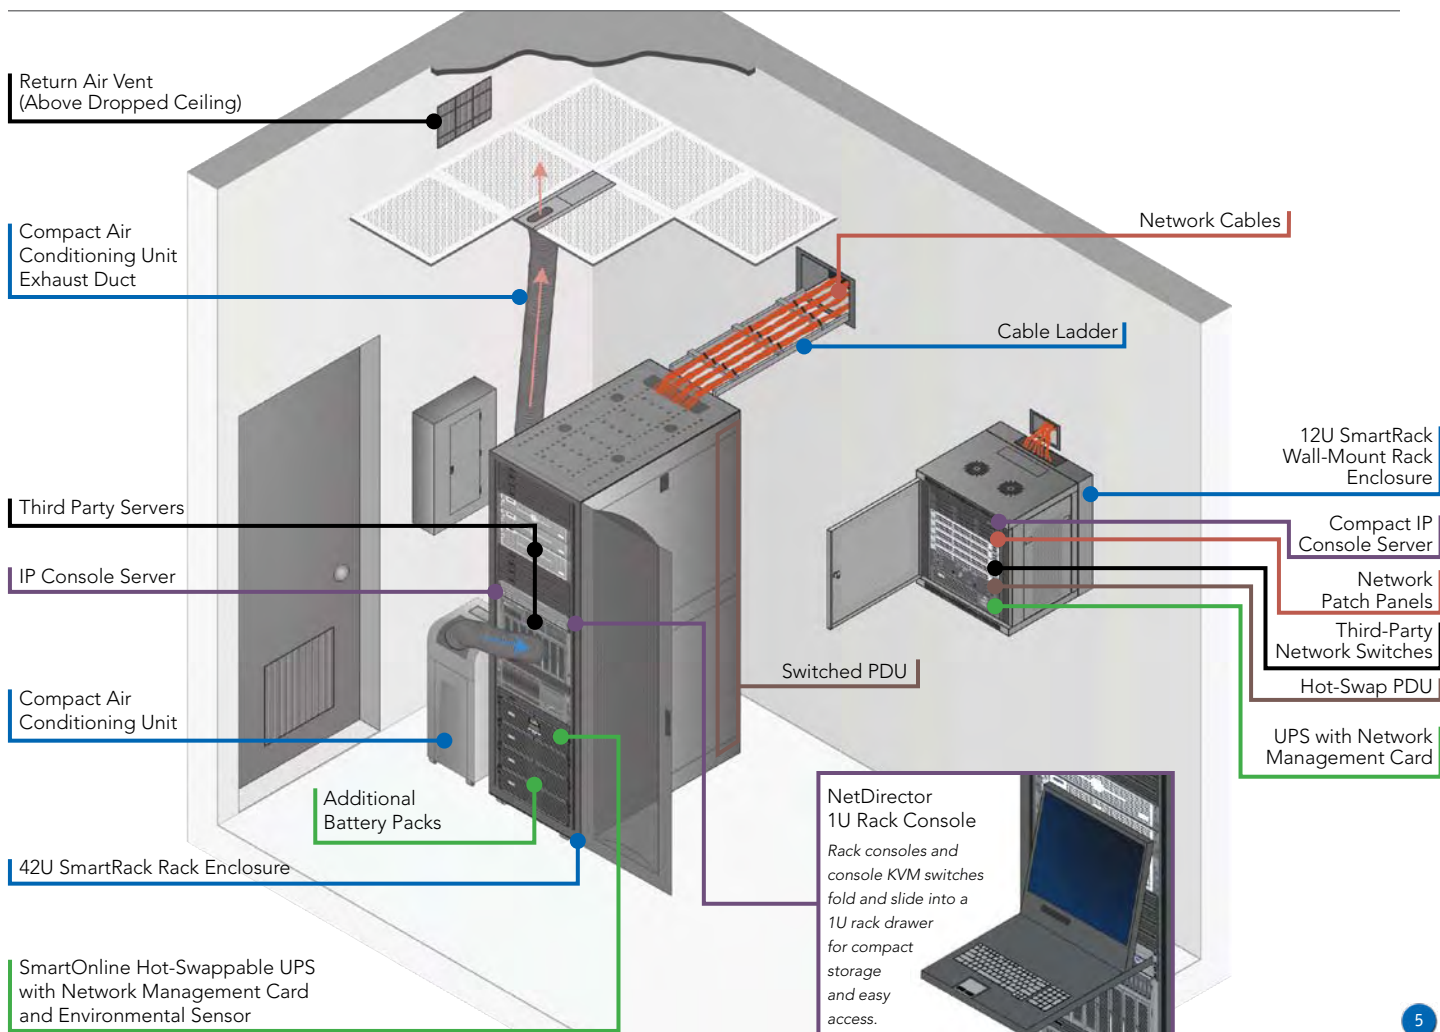 Return Air Vent
(Above Dropped Ceiling)
Compact Air
Conditioning Unit
Exhaust Duct
Third Party Servers
IP Console Server
Compact Air
Conditioning Unit
Additional
Battery Packs
42U SmartRack Rack Enclosure
SmartOnline Hot-Swappable UPS
with Network Management Card
and Environmental Sensor
Network Cables
Cable Ladder
12U SmartRack
Wall-Mount Rack
Enclosure
Compact IP
Console Server
Network
Patch Panels
Third-Party
Network Switches
Hot-Swap PDU
UPS with Network
Management Card
Switched PDU
NetDirector
1U Rack Console
Rack consoles and
console KVM switches
fold and slide into a
1U rack drawer
for compact
storage
and easy
access.
5